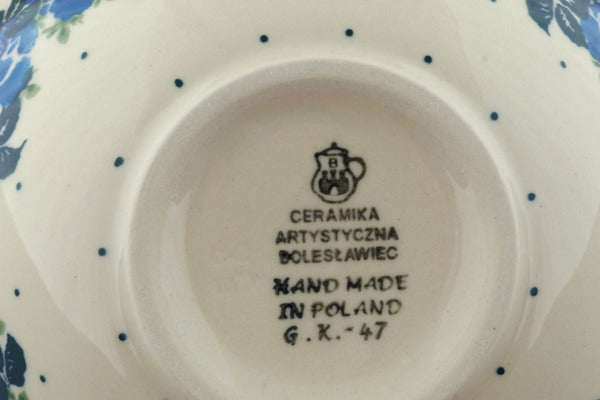 B
CERAMIKA
ARTYSTYCZNA
BOLESŁAWIEC
HAND MADE
IN POLAND
G.K.-47